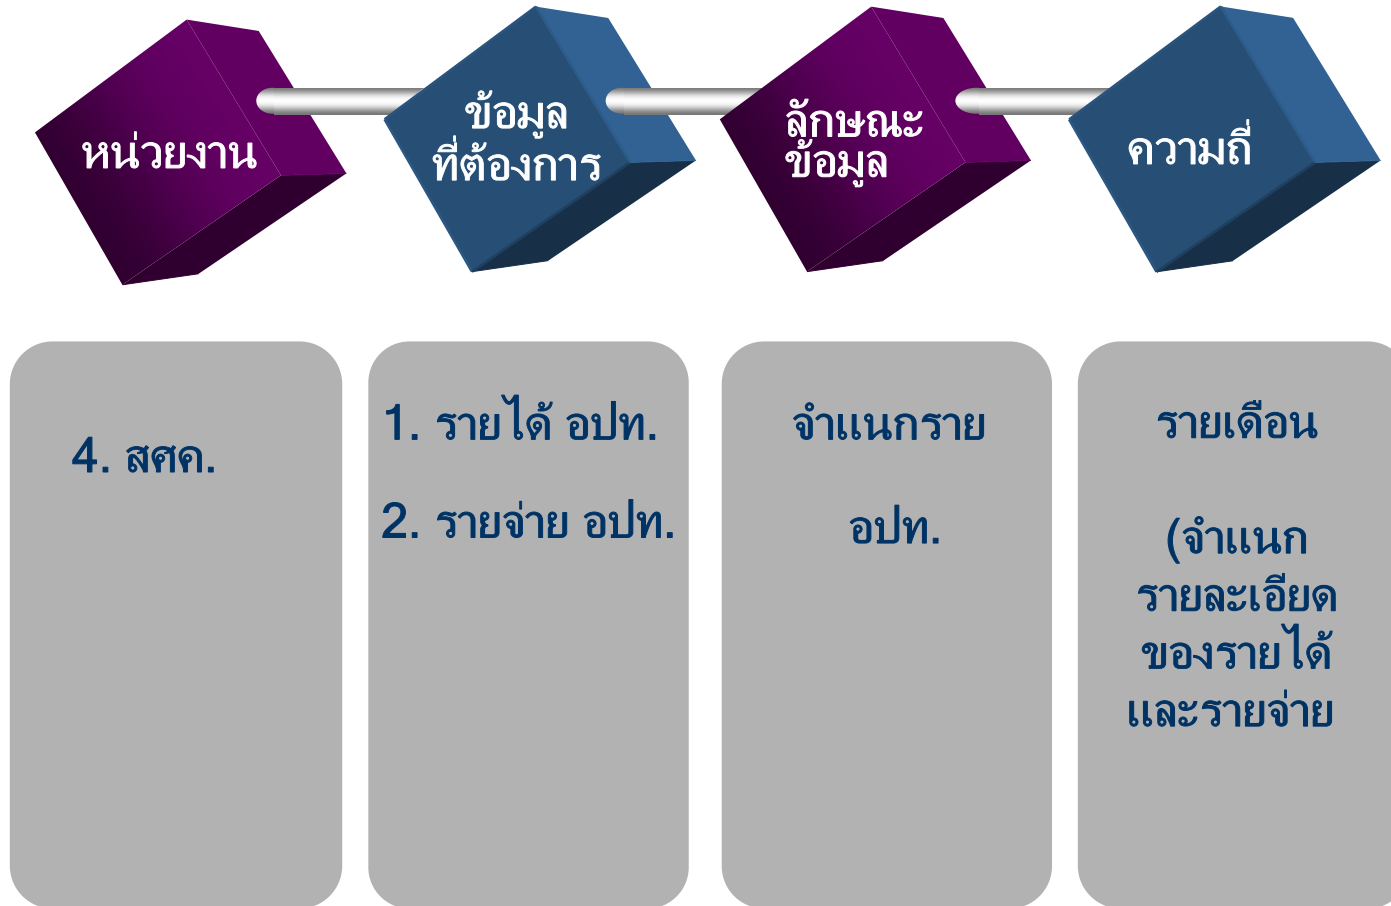 หน่วยงาน
ข้อมูล
ที่ต้องการ
ลักษณะ
ข้อมูล
ความถี่
4. สศค.
1. รายได้ อปท.
2. รายจ่าย อปท.
จำแนกราย
อปท.
รายเดือน
(จำแนก
รายละเอียด
ของรายได้
และรายจ่าย